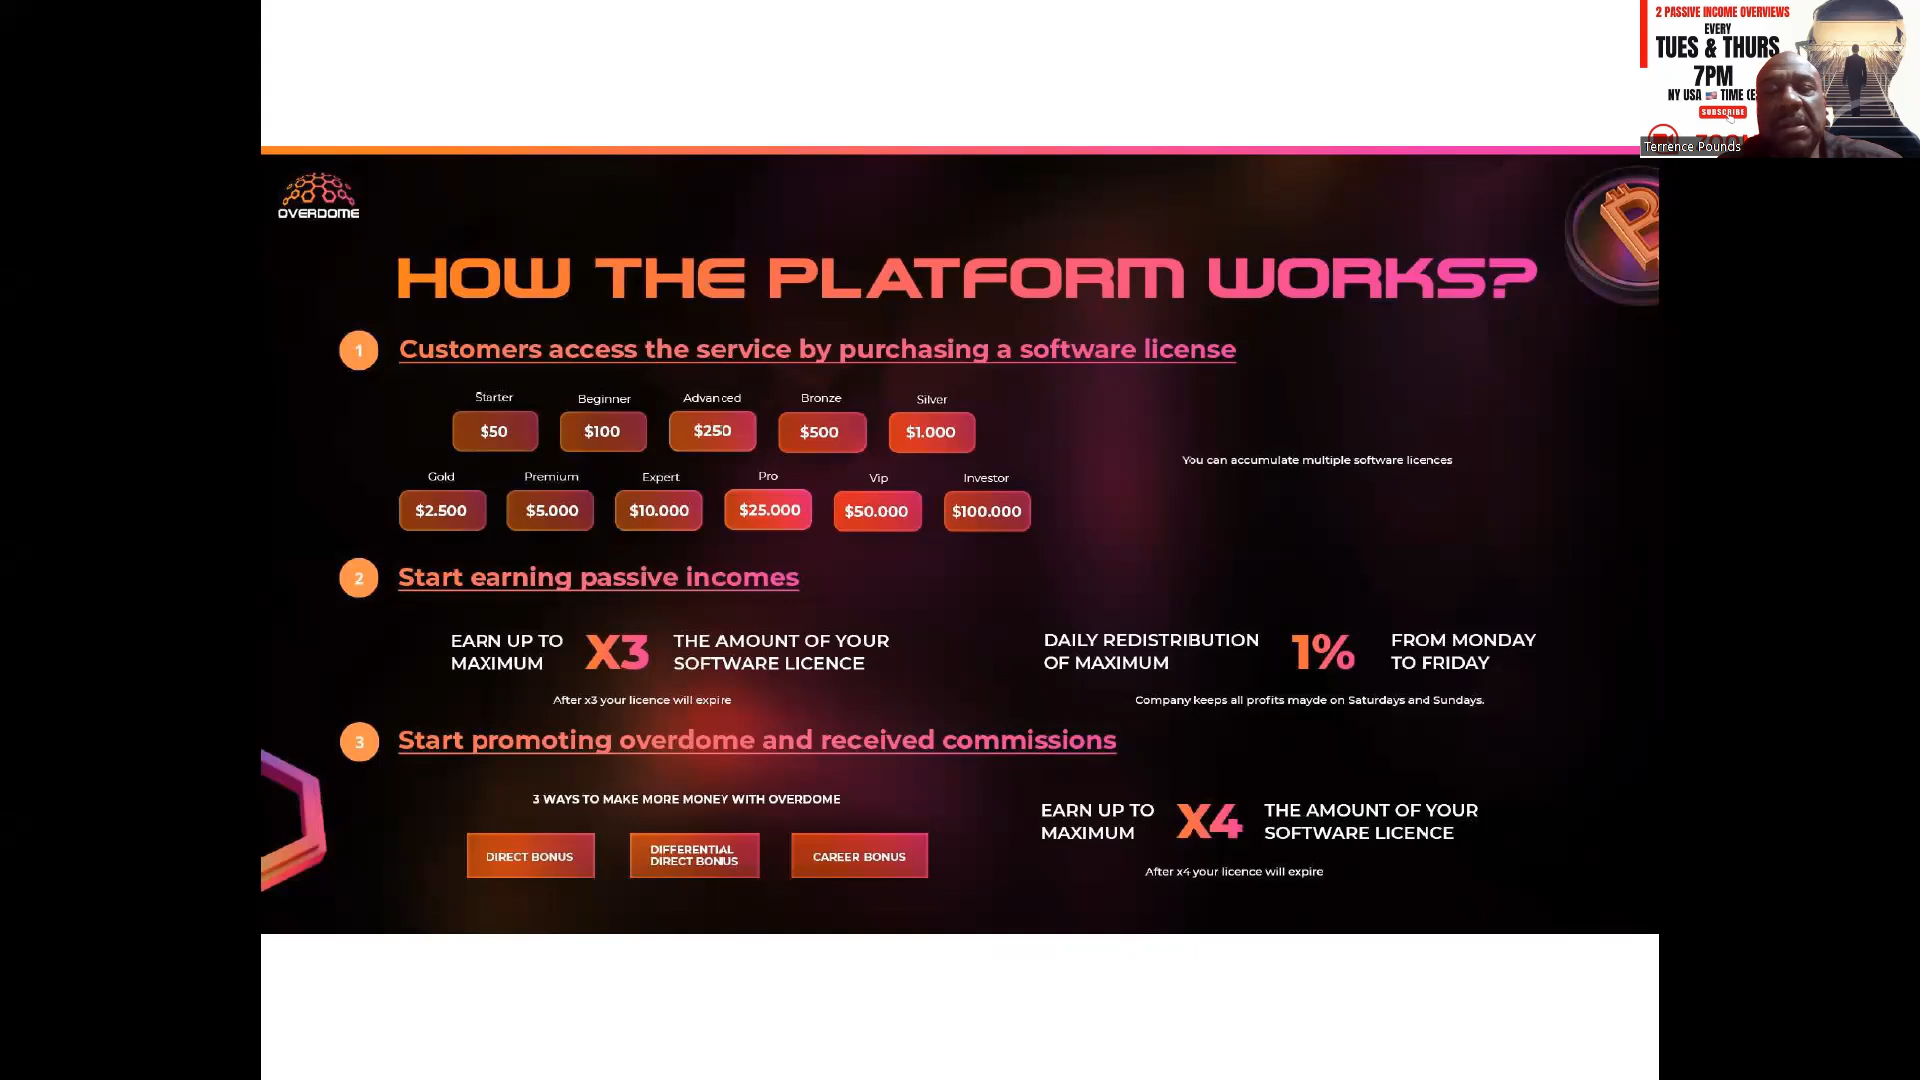 2 PASSIVE INCOME OVERVIEWS
EVERY
TUES & THURS
7PM
NY USA TIME
SUBSCRIBE
Terrence Pounds
OVERDOME
HOW THE PLATFORM WORKS?
1 Customers access the service by purchasing a software license
Starter Beginner Advanced Bronze Silver
$50 $100 $250 $500 $1.000
You can accumulate multiple software licences
Gold Premium Expert Pro Vip Investor
$2.500 $5.000 $10.000 $25.000 $50.000 $100.000
2 Start earning passive incomes
EARN UP TO
MAXIMUM
X3
THE AMOUNT OF YOUR
SOFTWARE LICENCE
After x3 your licence will expire
DAILY REDISTRIBUTION
OF MAXIMUM
1%
FROM MONDAY
TO FRIDAY
Company keeps all profits mayde on Saturdays and Sundays.
3 Start promoting overdome and received commissions
3 WAYS TO MAKE MORE MONEY WITH OVERDOME
DIRECT BONUS
DIFFERENTIAL
DIRECT BONUS
CAREER BONUS
EARN UP TO
MAXIMUM
X4
THE AMOUNT OF YOUR
SOFTWARE LICENCE
After x4 your licence will expire